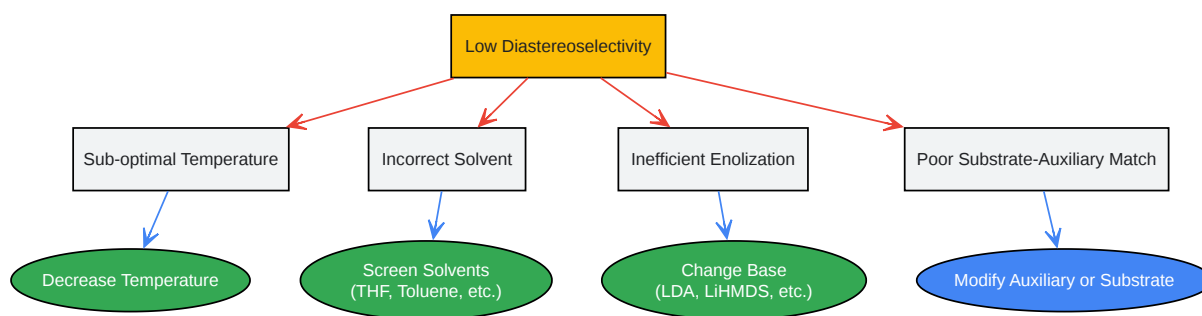 Low Diastereoselectivity
Sub-optimal Temperature
Incorrect Solvent
Inefficient Enolization
Poor Substrate-Auxiliary Match
Decrease Temperature
Screen Solvents
(THF, Toluene, etc.)
Change Base
(LDA, LiHMDS, etc.)
Modify Auxiliary or Substrate